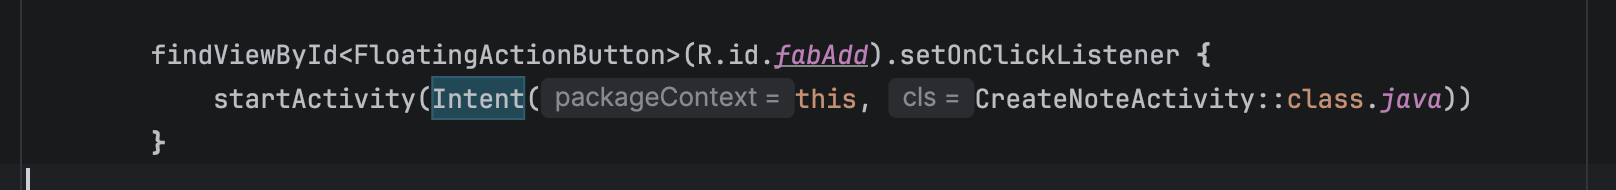 findViewById<FloatingActionButton>(R.id.fabAdd).setOnClickListener {
startActivity(Intent( packageContext = this, cls = CreateNoteActivity::class.java))
}